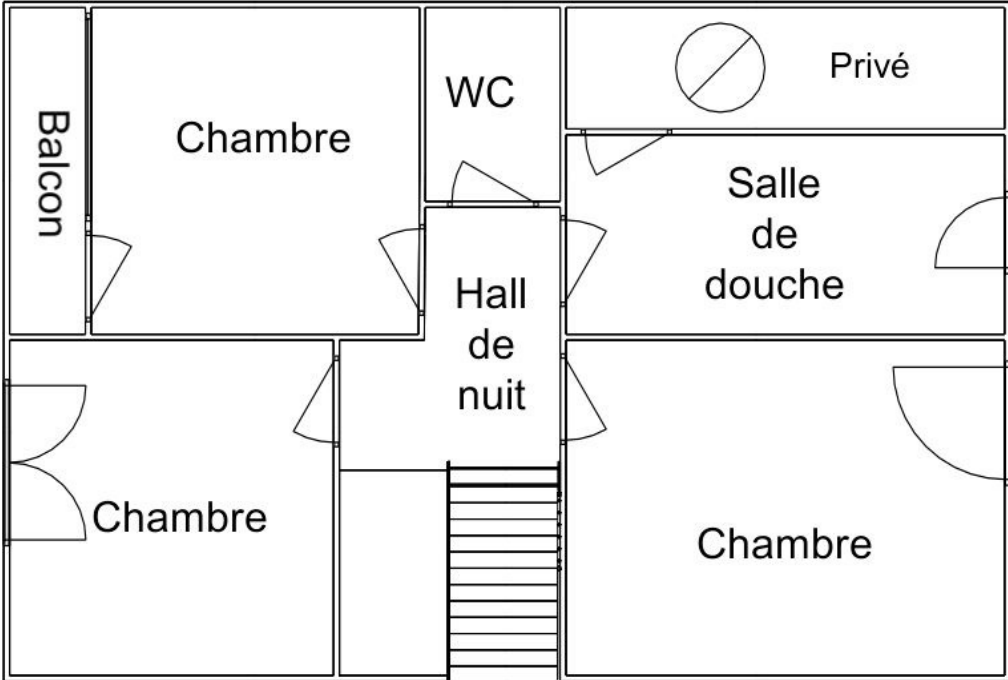 Balcon
Chambre
WC
Privé
Salle
de
douche
Hall
de
nuit
Chambre
Chambre